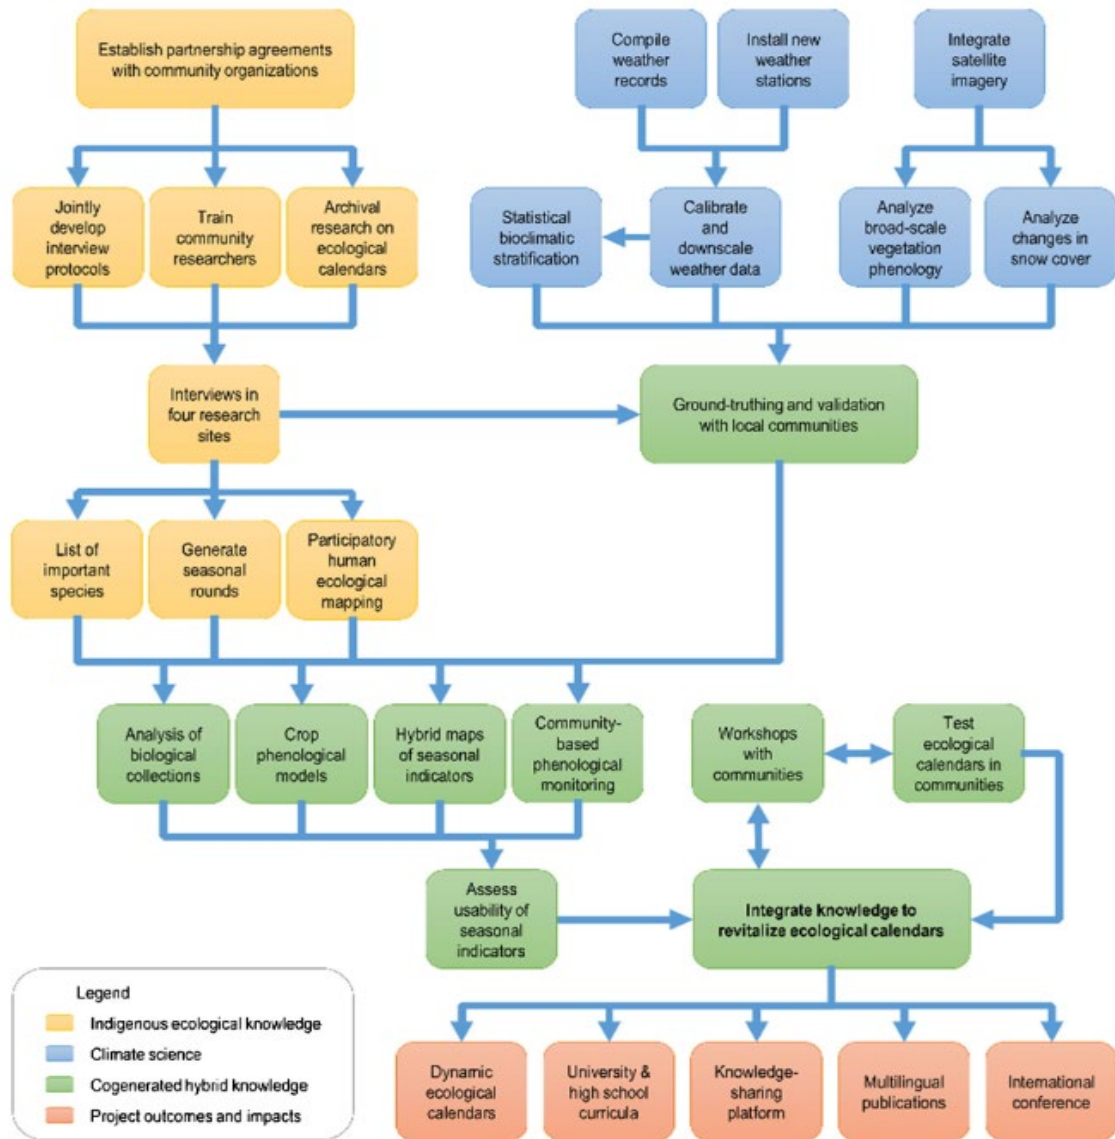 Establish partnership agreements
with community organizations
Compile
weather
records
Install new
weather
stations
Integrate
satellite
imagery
Jointly
develop
interview
protocols
Train
community
researchers
Archival
research on
ecological
calendars
Statistical
bioclimatic
stratification
Calibrate
and
downscale
weather data
Analyze
broad-scale
vegetation
phenology
Analyze
changes in
snow cover
Interviews in
four research
sites
Ground-truthing and validation
with local communities
List of
important
species
Generate
seasonal
rounds
Participatory
human
ecological
mapping
Analysis of
biological
collections
Crop
phenological
models
Hybrid maps
of seasonal
indicators
Community-
based
phenological
monitoring
Workshops
with
communities
Test
ecological
calendars in
communities
Assess
usability of
seasonal
indicators
Integrate knowledge to
revitalize ecological calendars
Legend
Indigenous ecological knowledge
Climate science
Cogenerated hybrid knowledge
Project outcomes and impacts
Dynamic
ecological
calendars
University &
high school
curricula
Knowledge-
sharing
platform
Multilingual
publications
International
conference